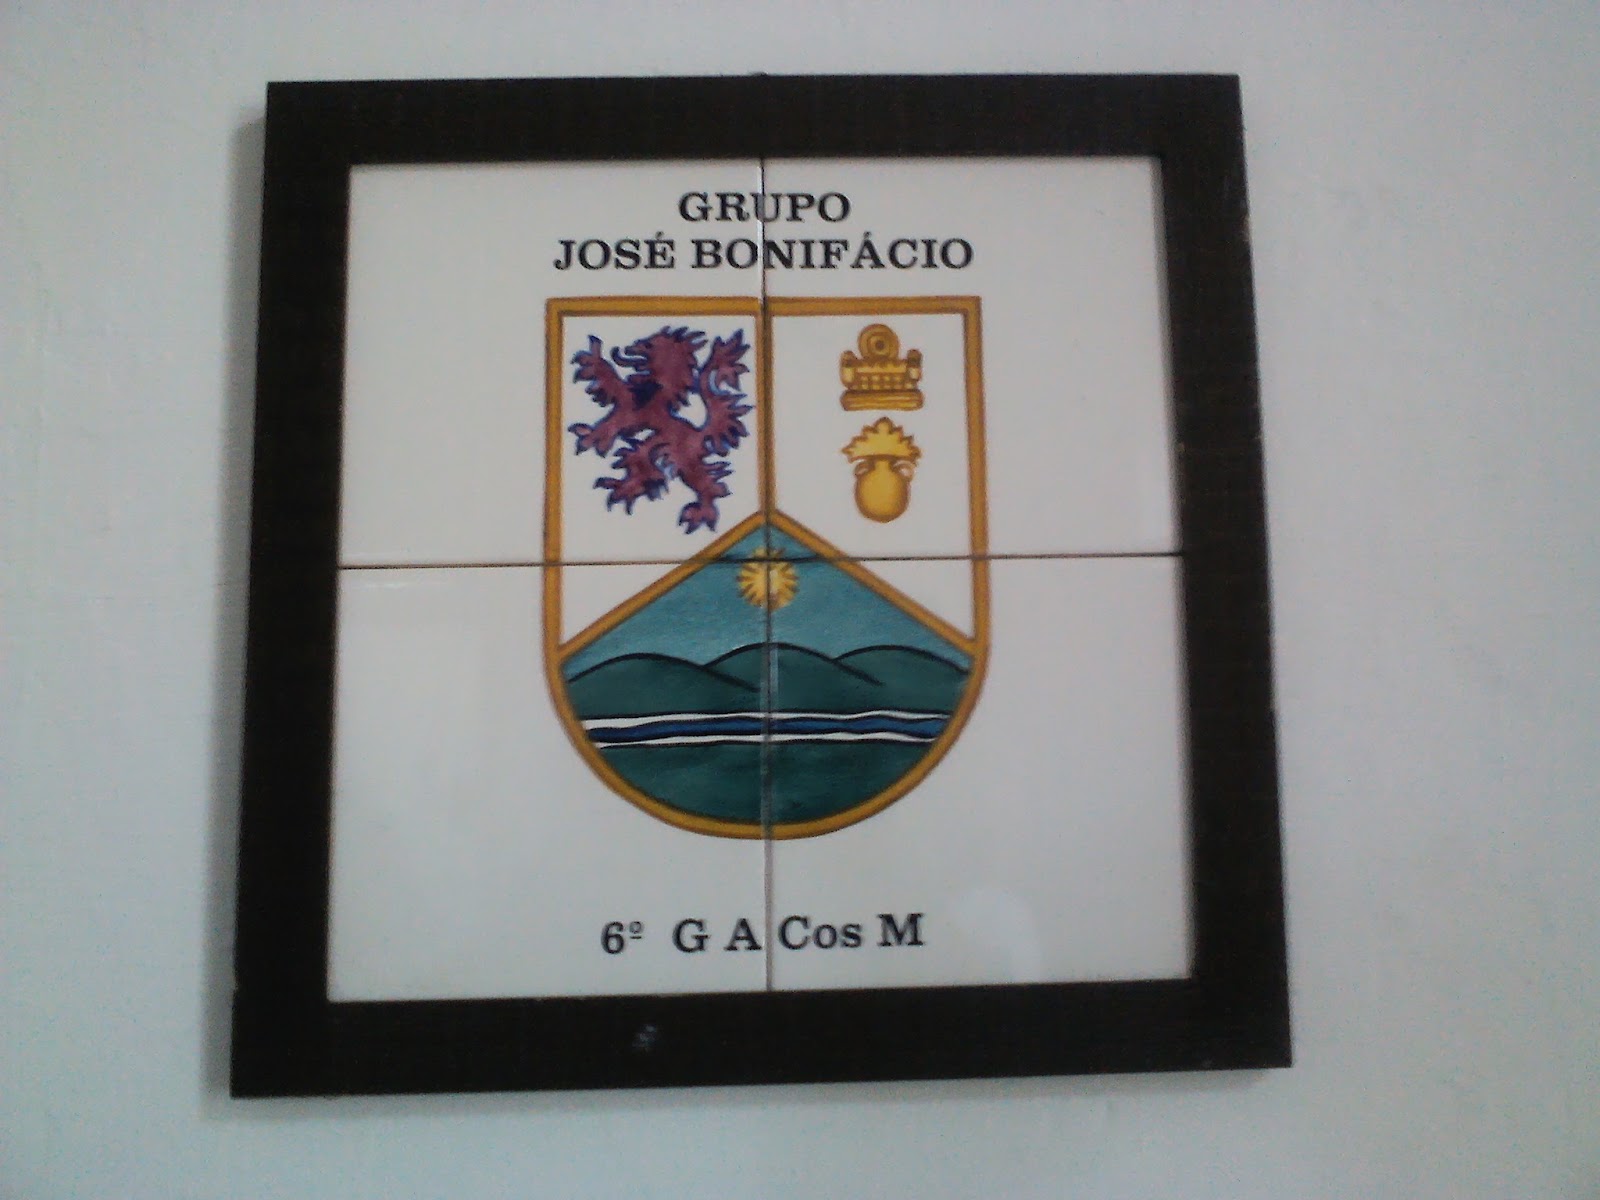 GRUPO
JOSÉ BONIFÁCIO
6º G A Cos M